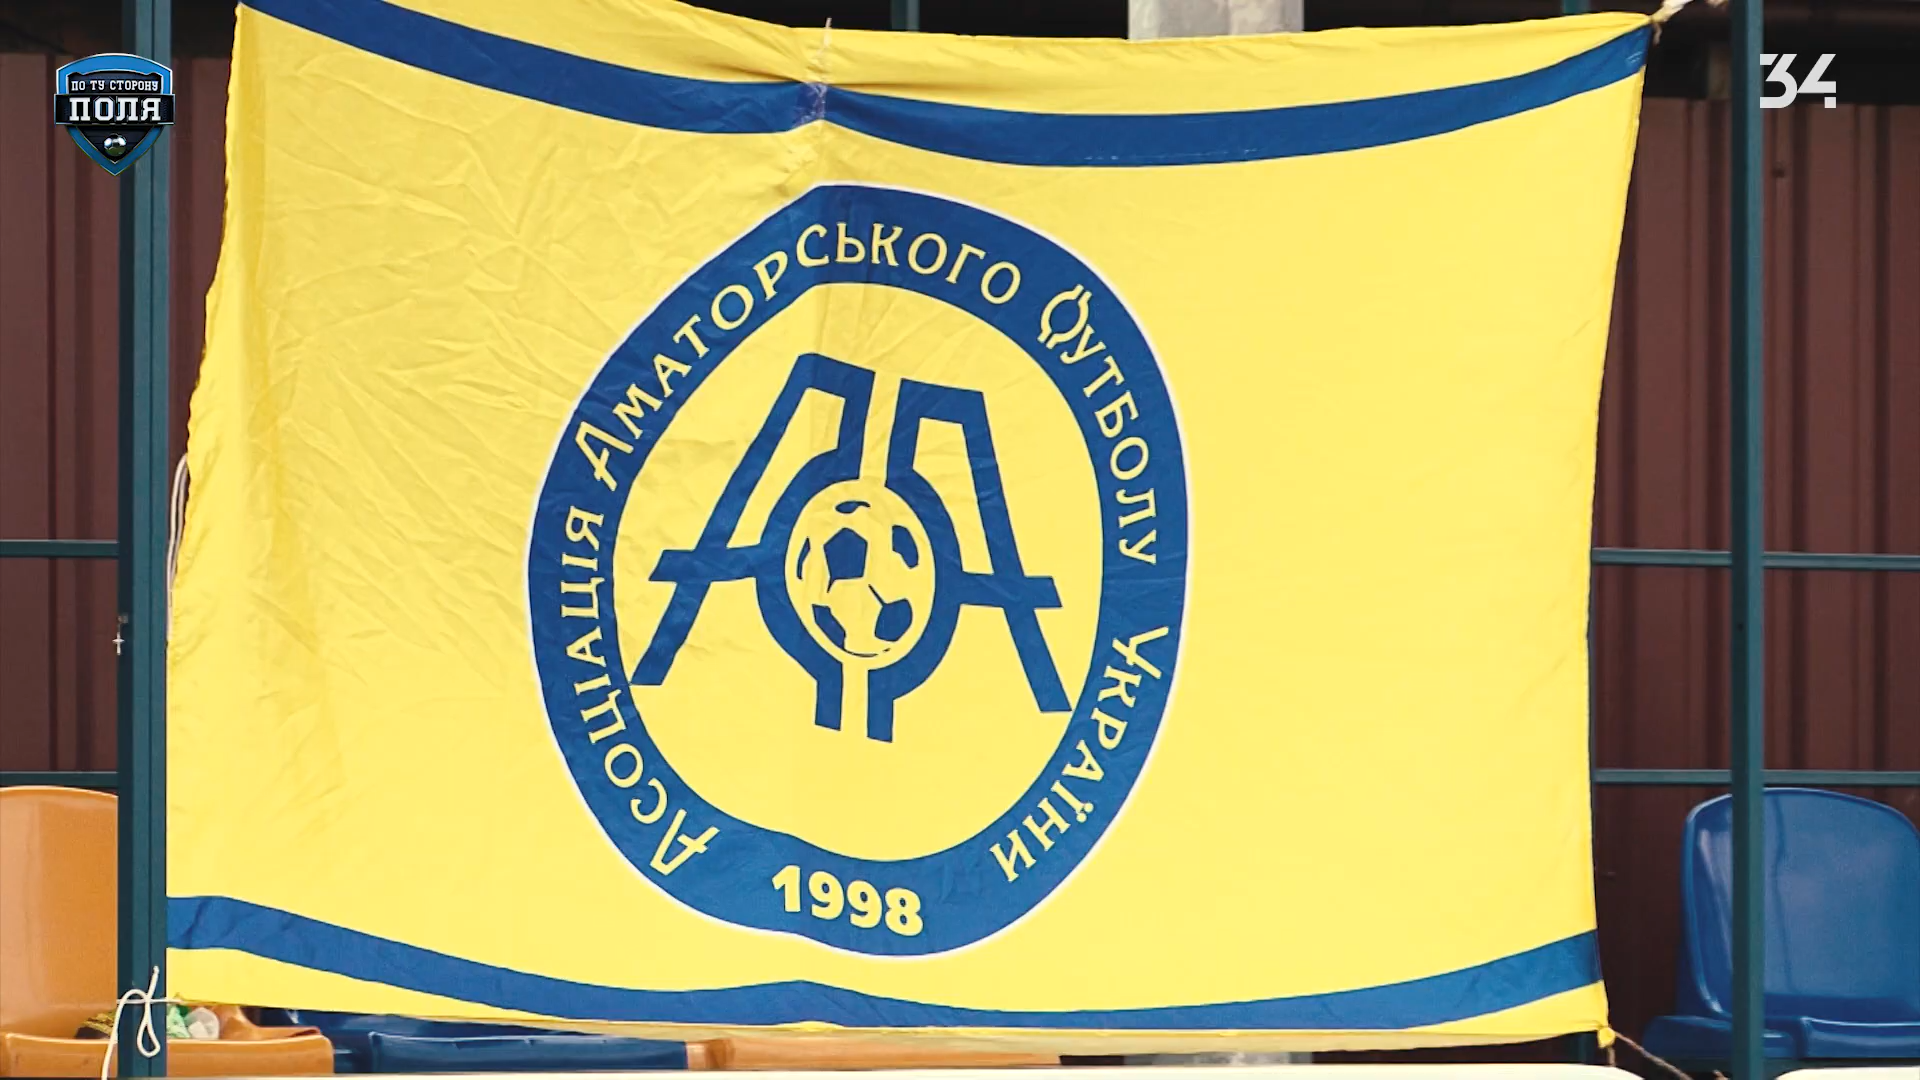 ПО ТУ СТОРОНУ
ПОЛЯ
34
Асоціація Аматорського Футболу України
1998